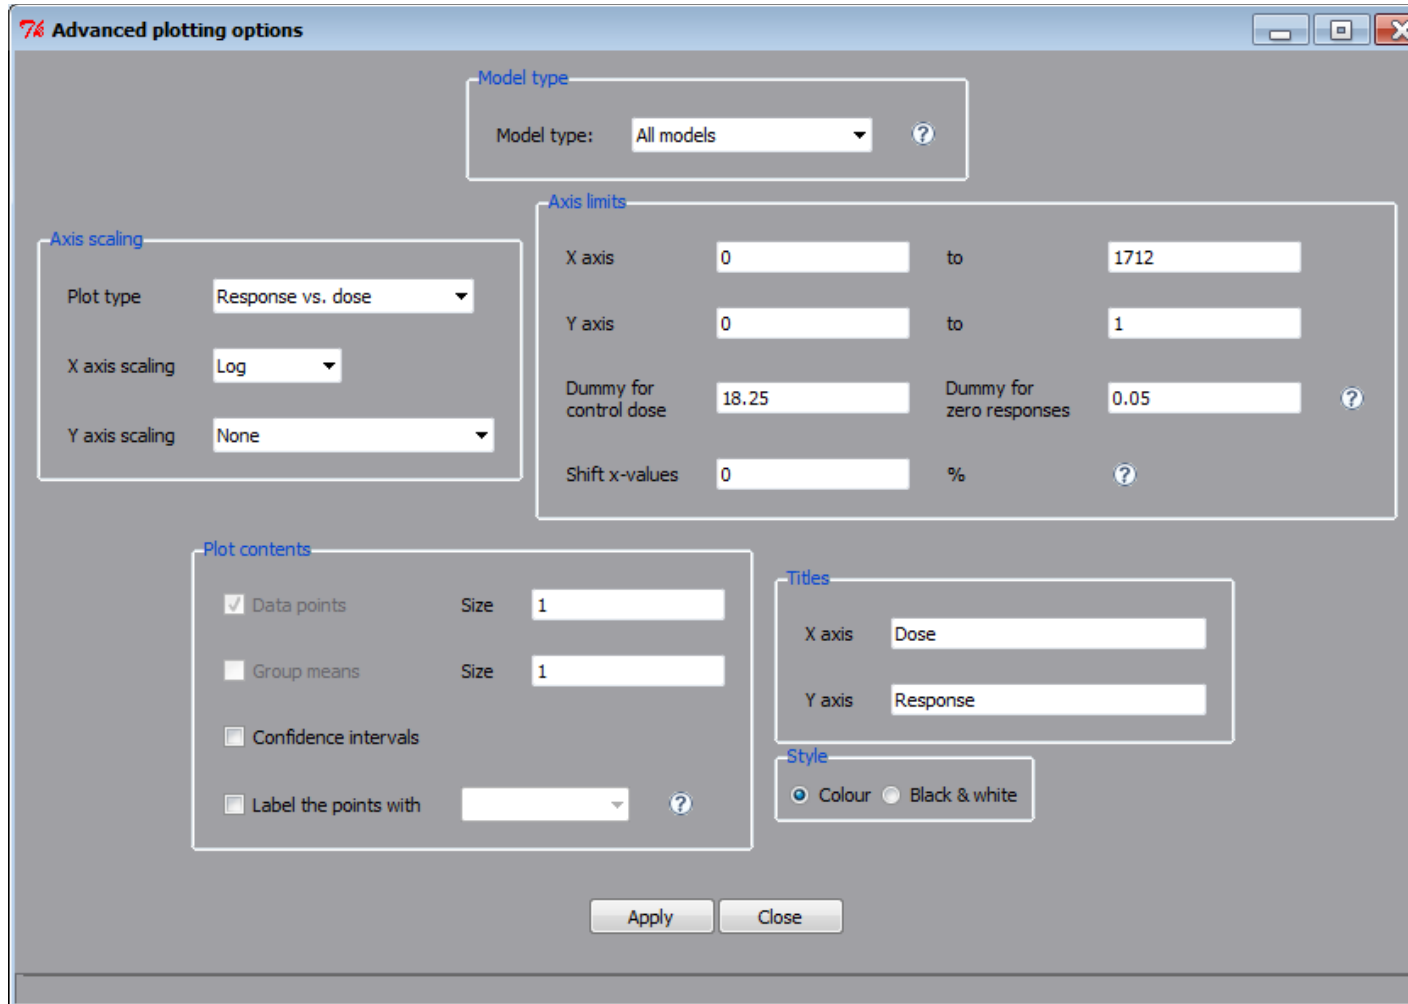 Advanced plotting options
Model type
Model type: All models ?
Axis scaling
Plot type Response vs. dose
X axis scaling Log
Y axis scaling None
Axis limits
X axis 0 to 1712
Y axis 0 to 1
Dummy for
control dose 18.25 Dummy for
zero responses 0.05 ?
Shift x-values 0 % ?
Plot contents
Data points Size 1
Group means Size 1
Confidence intervals
Label the points with ?
Titles
X axis Dose
Y axis Response
Style
Colour Black & white
Apply Close